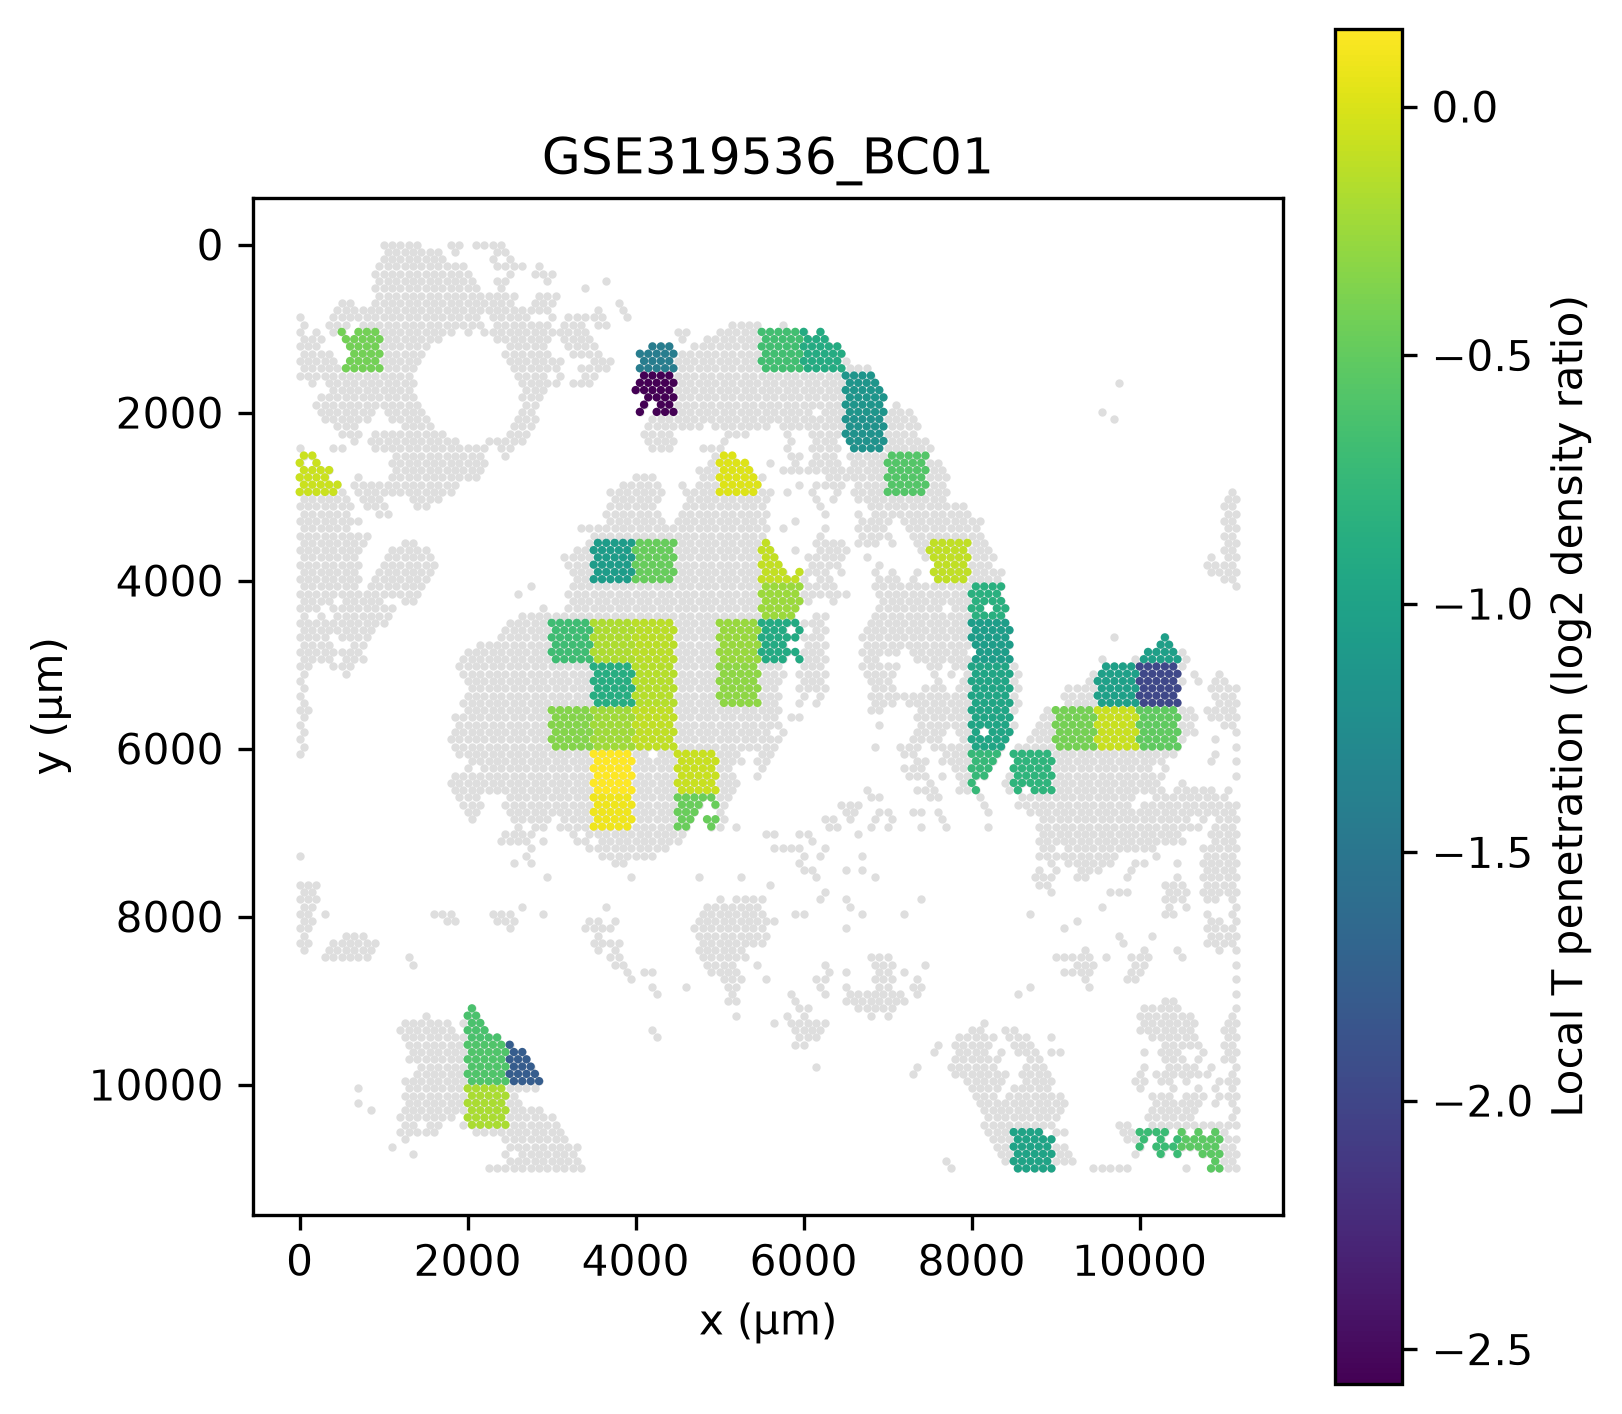 GSE319536_BC01
0
2000
4000
6000
8000
10000
y (µm)
0 2000 4000 6000 8000 10000
x (µm)
0.0
−0.5
−1.0
−1.5
−2.0
−2.5
Local T penetration (log2 density ratio)